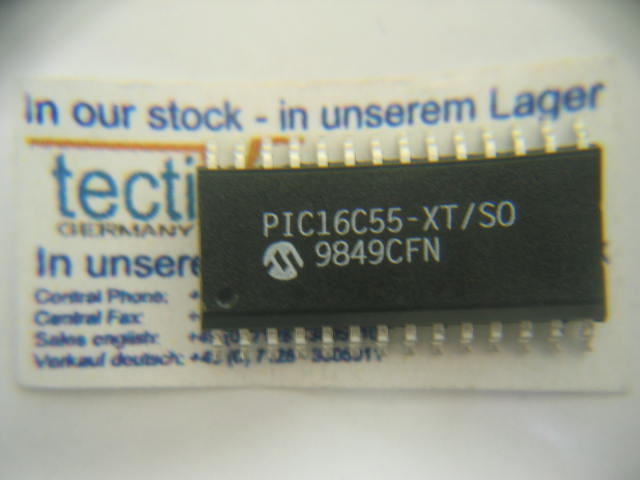 In our stock - in unserem Lager
tecti
GERMANY
In unsere
PIC16C55-XT/SO
9849CFN
Central Phone:
Central Fax:
Sales english:
Verkauf deutsch: